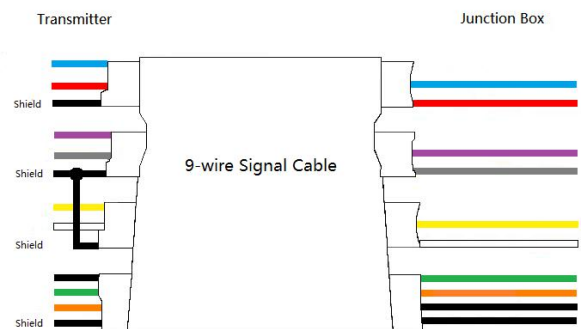 Transmitter
Junction Box
Shield
9-wire Signal Cable
Shield
Shield
Shield